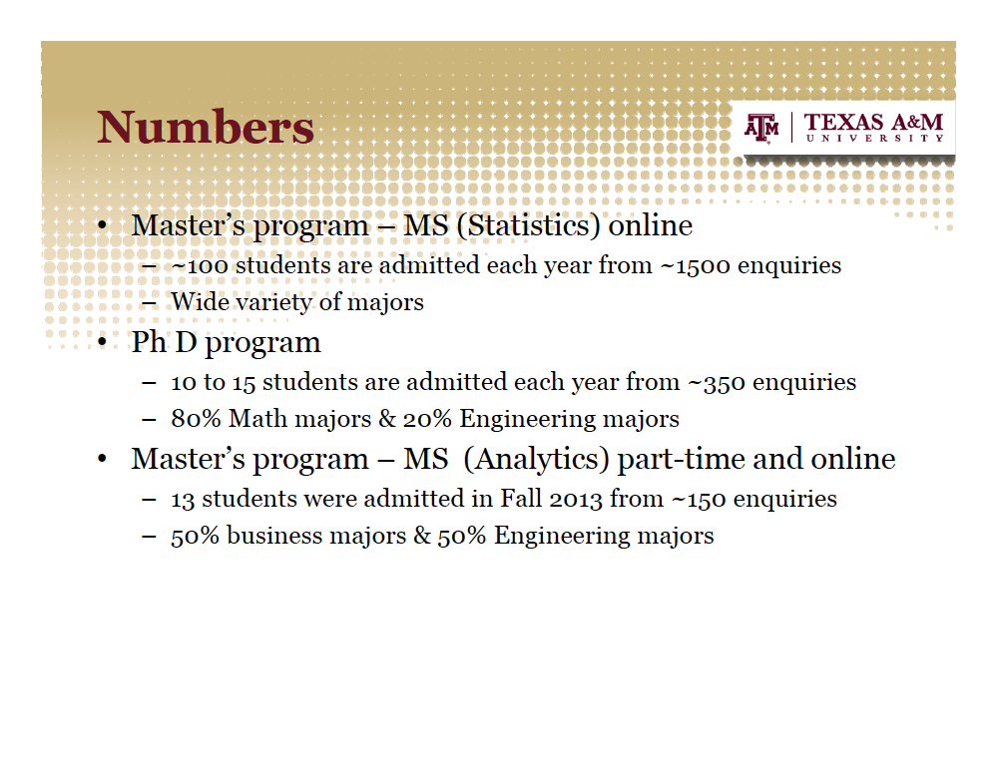 Numbers
ATM
TEXAS A&M
UNIVERSITY
• Master’s program – MS (Statistics) online
– ~100 students are admitted each year from ~1500 enquiries
– Wide variety of majors
• Ph D program
– 10 to 15 students are admitted each year from ~350 enquiries
– 80% Math majors & 20% Engineering majors
• Master’s program – MS  (Analytics) part-time and online
– 13 students were admitted in Fall 2013 from ~150 enquiries
– 50% business majors & 50% Engineering majors